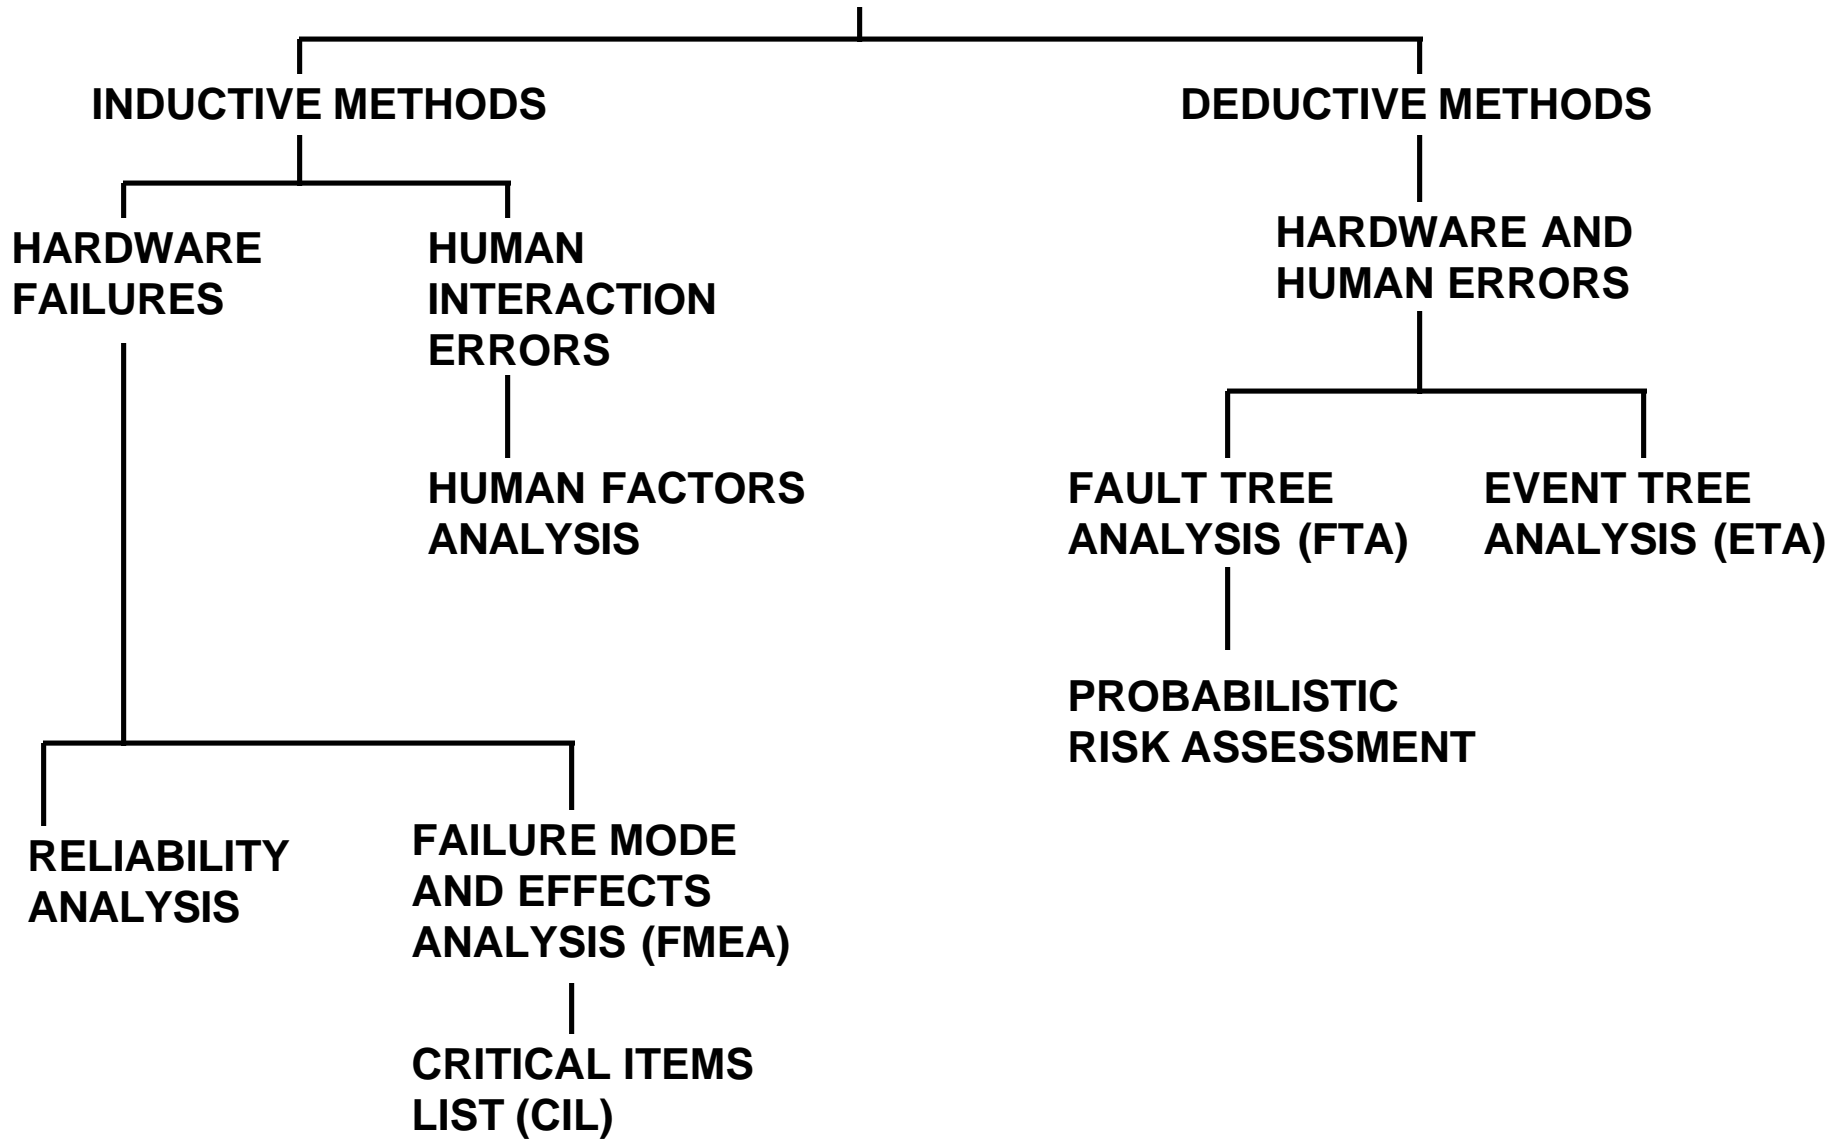 INDUCTIVE METHODS
DEDUCTIVE METHODS
HARDWARE
FAILURES
HUMAN
INTERACTION
ERRORS
HARDWARE AND
HUMAN ERRORS
HUMAN FACTORS
ANALYSIS
FAULT TREE
ANALYSIS (FTA)
EVENT TREE
ANALYSIS (ETA)
PROBABILISTIC
RISK ASSESSMENT
RELIABILITY
ANALYSIS
FAILURE MODE
AND EFFECTS
ANALYSIS (FMEA)
CRITICAL ITEMS
LIST (CIL)